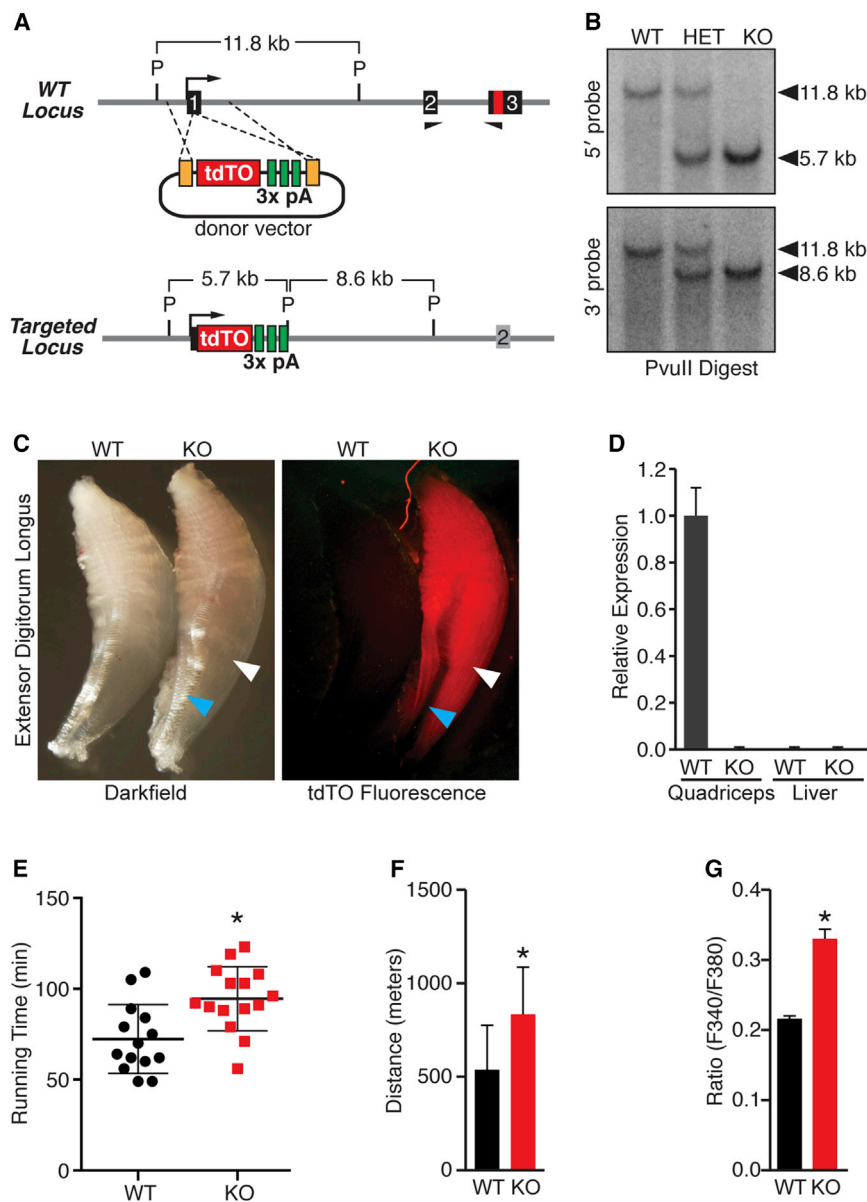 A
11.8 kb
P
P
WT
Locus
1
2
3
tdTO
3x pA
donor vector
5.7 kb
8.6 kb
P
P
P
Targeted
Locus
tdTO
2
3x pA
B
WT HET KO
5′ probe
11.8 kb
5.7 kb
3′ probe
11.8 kb
8.6 kb
PvuII Digest
C
WT KO
WT KO
Extensor Digitorum Longus
Darkfield
tdTO Fluorescence
D
Relative Expression
1.2
1.0
0.8
0.6
0.4
0.2
0.0
WT KO WT KO
Quadriceps Liver
E
Running Time (min)
150
100
50
0
*
WT KO
F
Distance (meters)
1500
1000
500
0
*
WT KO
G
Ratio (F340/F380)
0.4
0.3
0.2
0.1
0.0
*
WT KO